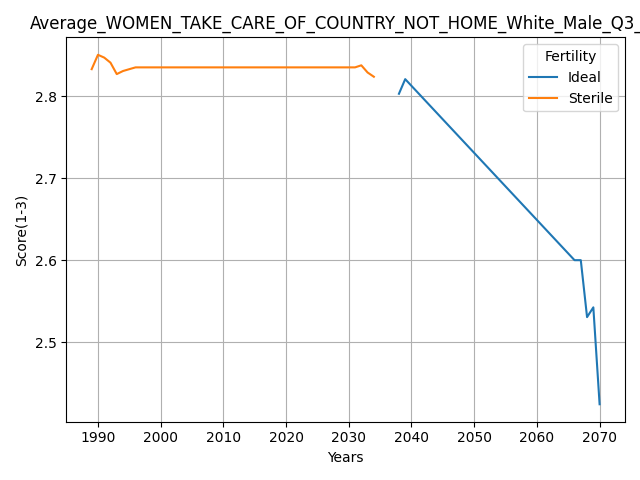 Average_WOMEN_TAKE_CARE_OF_COUNTRY_NOT_HOME_White_Male_Q3_
Fertility
Ideal
Sterile
Score(1-3)
2.8
2.7
2.6
2.5
1990 2000 2010 2020 2030 2040 2050 2060 2070
Years